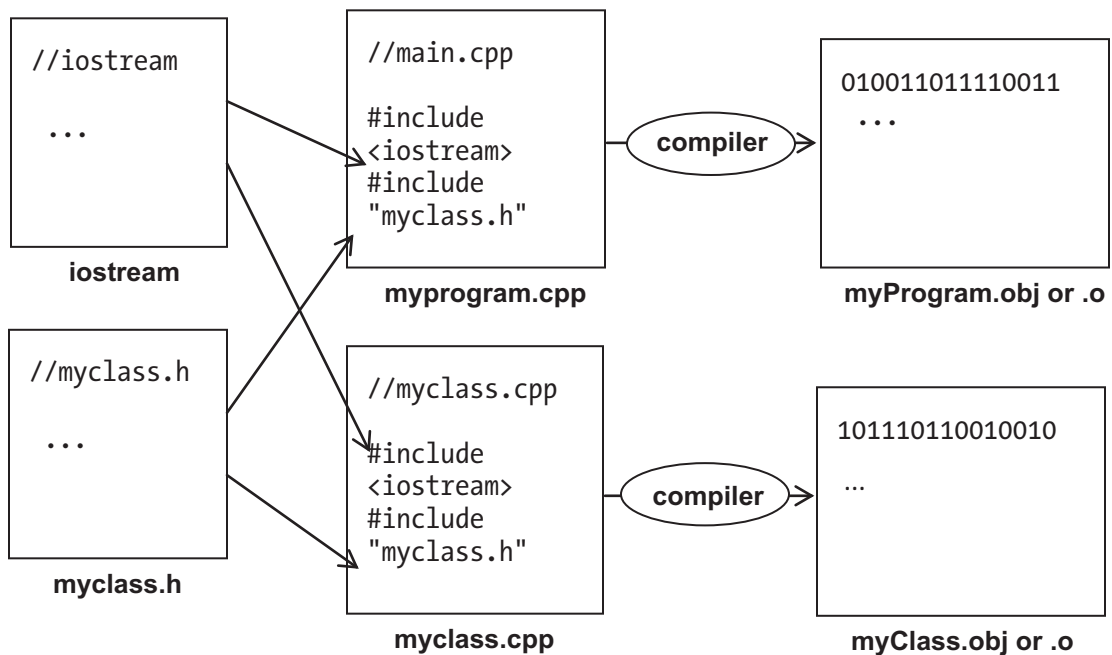 //iostream
...
iostream
//myclass.h
...
myclass.h
//main.cpp
#include
<iostream>
#include
"myclass.h"
myprogram.cpp
//myclass.cpp
#include
<iostream>
#include
"myclass.h"
myclass.cpp
compiler
compiler
010011011110011
...
myProgram.obj or .o
101110110010010
...
myClass.obj or .o